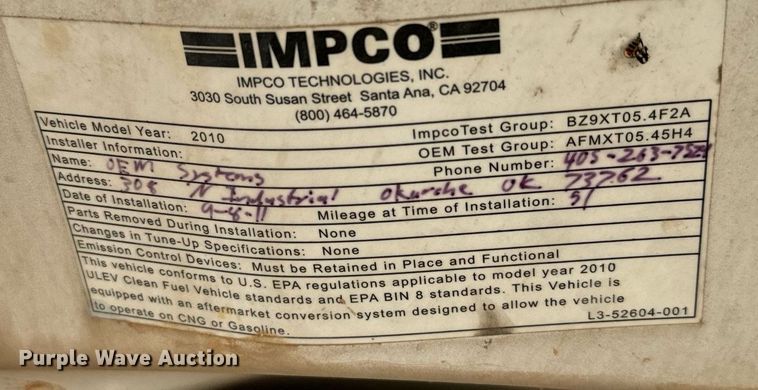 IMPCO®
IMPCO TECHNOLOGIES, INC.
3030 South Susan Street Santa Ana, CA 92704
(800) 464-5870
Vehicle Model Year: 2010 ImpcoTest Group: BZ9XT05.4F2A
Installer Information: OEM Test Group: AFMXT05.45H4
Name: OEM Systems Phone Number: 405-263-7521
Address: 308 N Industrial Okarche OK 73762
Date of Installation: 9-8-11 Mileage at Time of Installation: 51
Parts Removed During Installation: None
Changes in Tune-Up Specifications: None
Emission Control Devices: Must be Retained in Place and Functional
This vehicle conforms to U.S. EPA regulations applicable to model year 2010
ULEV Clean Fuel Vehicle standards and EPA BIN 8 standards. This Vehicle is
equipped with an aftermarket conversion system designed to allow the vehicle
to operate on CNG or Gasoline.
L3-52604-001
Purple Wave Auction